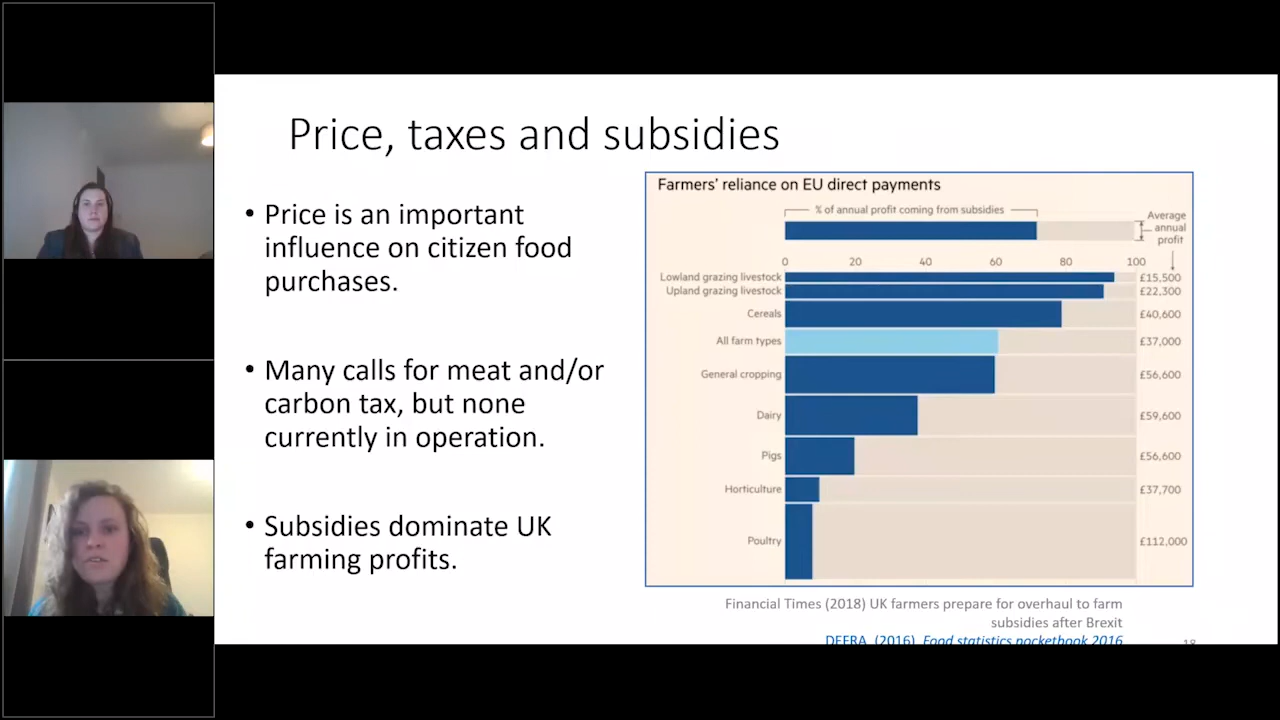 Price, taxes and subsidies
• Price is an important
influence on citizen food
purchases.
• Many calls for meat and/or
carbon tax, but none
currently in operation.
• Subsidies dominate UK
farming profits.
Farmers' reliance on EU direct payments
% of annual profit coming from subsidies
Average
annual
profit
0 20 40 60 80 100
Lowland grazing livestock £15,500
Upland grazing livestock £22,300
Cereals £40,600
All farm types £37,000
General cropping £56,600
Dairy £59,600
Pigs £56,600
Horticulture £37,700
Poultry £112,000
Financial Times (2018) UK farmers prepare for overhaul to farm
subsidies after Brexit
DEFRA. (2016). Food statistics pocketbook 2016
18